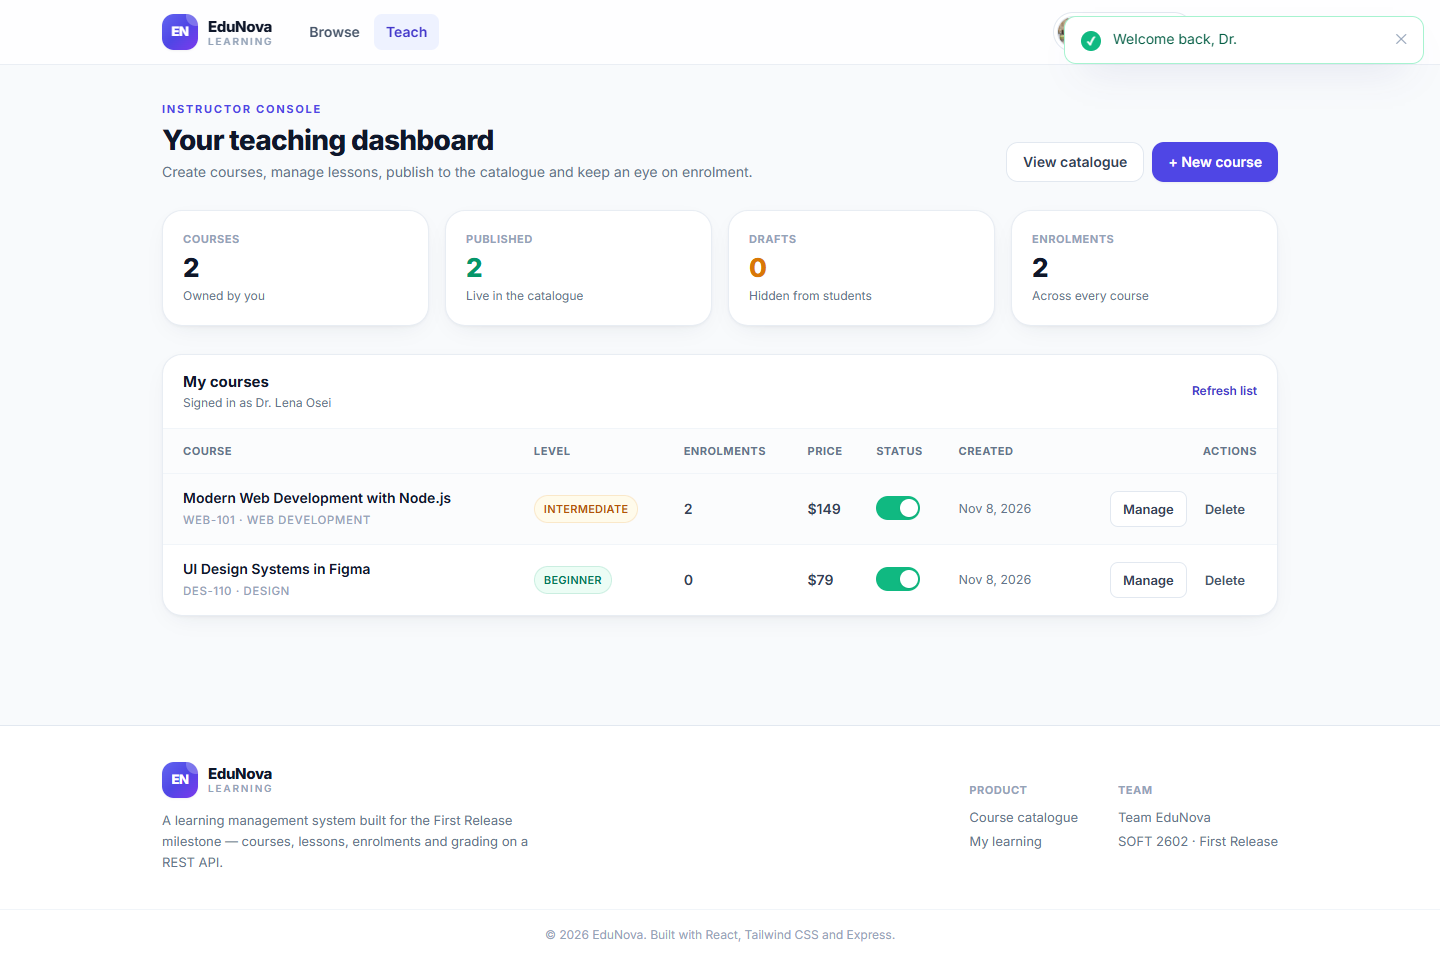 EN EduNova
LEARNING
Browse
Teach
Welcome back, Dr.
INSTRUCTOR CONSOLE
Your teaching dashboard
Create courses, manage lessons, publish to the catalogue and keep an eye on enrolment.
View catalogue
+ New course
COURSES
2
Owned by you
PUBLISHED
2
Live in the catalogue
DRAFTS
0
Hidden from students
ENROLMENTS
2
Across every course
My courses
Signed in as Dr. Lena Osei
Refresh list
COURSE LEVEL ENROLMENTS PRICE STATUS CREATED ACTIONS
Modern Web Development with Node.js
WEB-101 · WEB DEVELOPMENT
INTERMEDIATE 2 $149 Nov 8, 2026 Manage Delete
UI Design Systems in Figma
DES-110 · DESIGN
BEGINNER 0 $79 Nov 8, 2026 Manage Delete
EN EduNova
LEARNING
A learning management system built for the First Release
milestone — courses, lessons, enrolments and grading on a
REST API.
PRODUCT
Course catalogue
My learning
TEAM
Team EduNova
SOFT 2602 · First Release
© 2026 EduNova. Built with React, Tailwind CSS and Express.